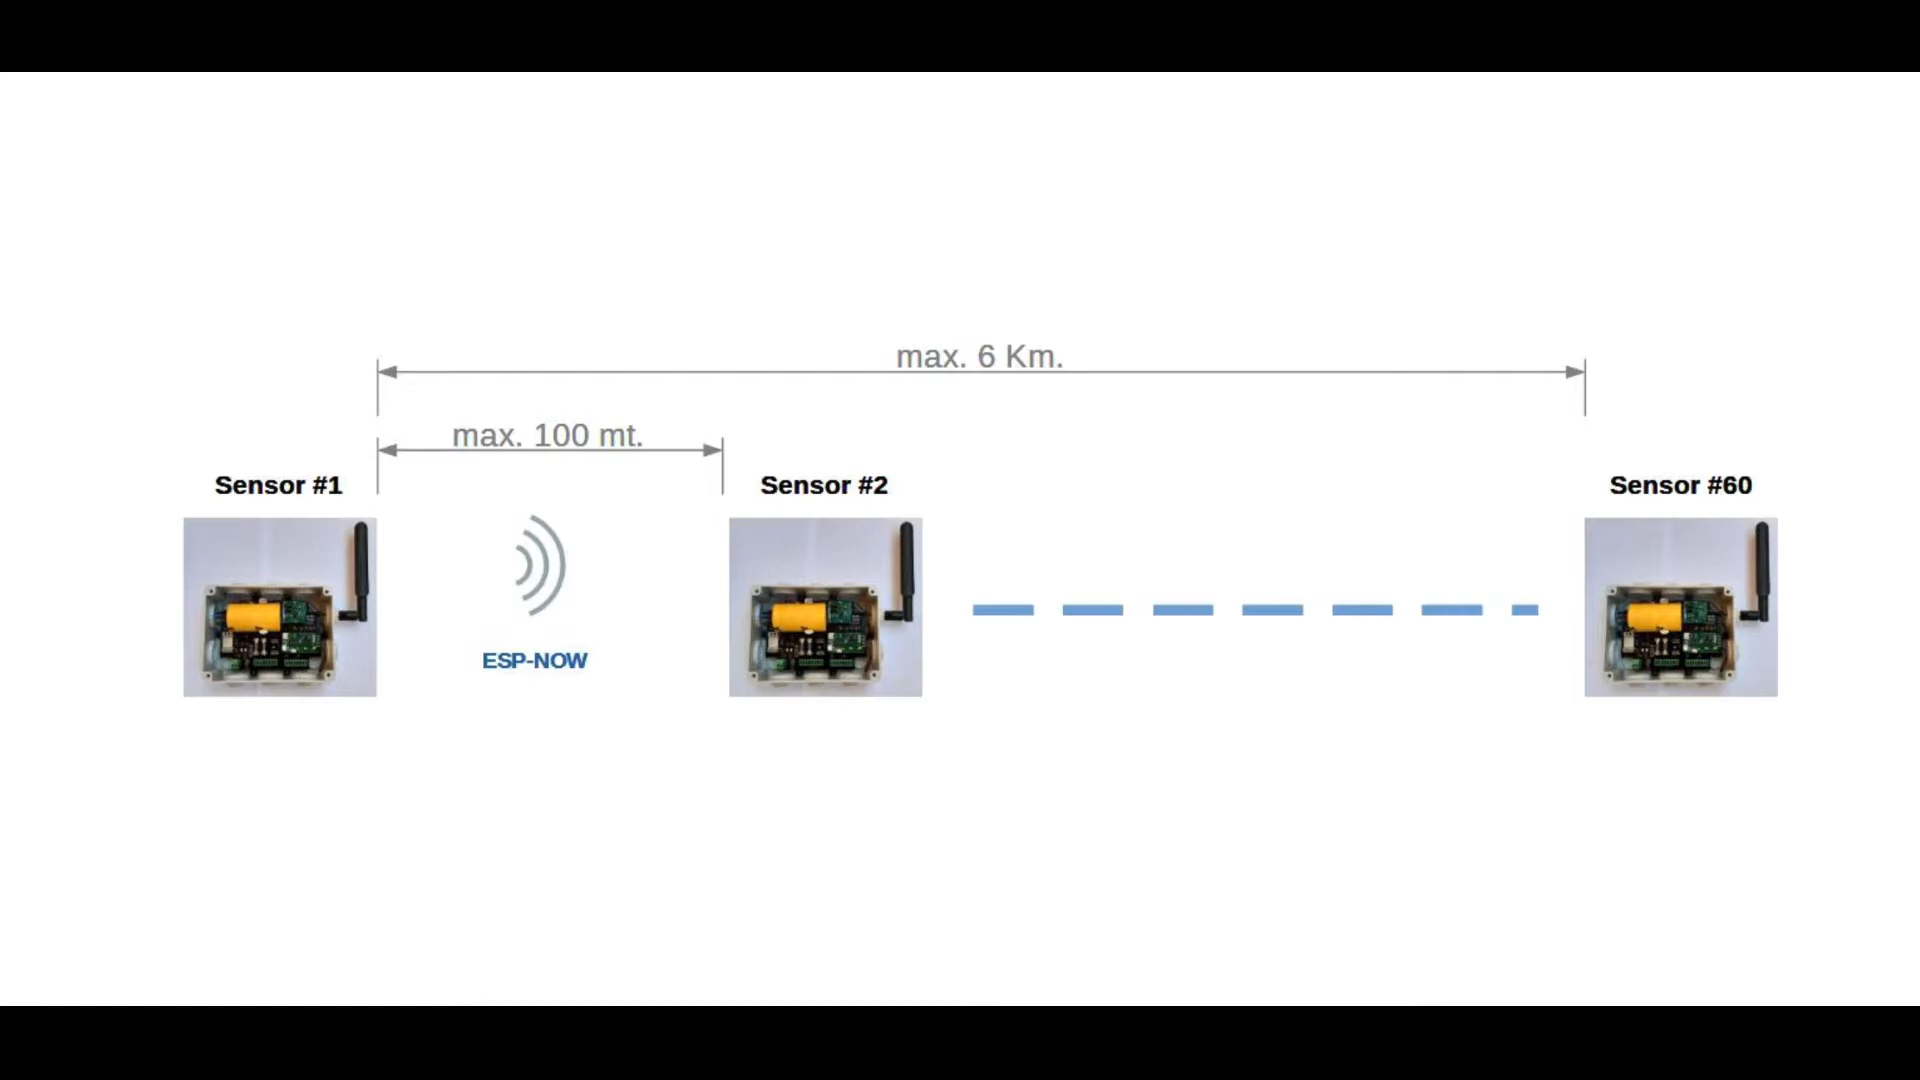 max. 6 Km.
max. 100 mt.
Sensor #1
Sensor #2
Sensor #60
ESP-NOW